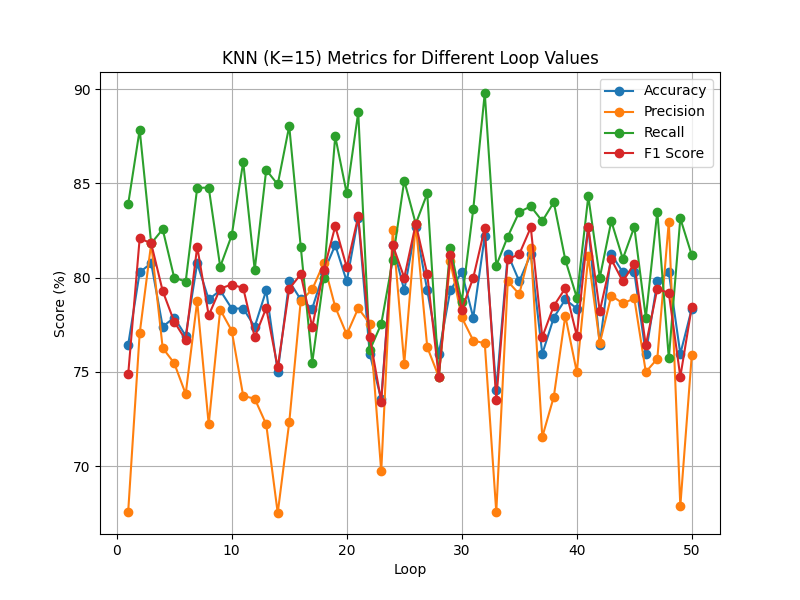 KNN (K=15) Metrics for Different Loop Values
Accuracy
Precision
Recall
F1 Score
Score (%)
90
85
80
75
70
0 10 20 30 40 50
Loop